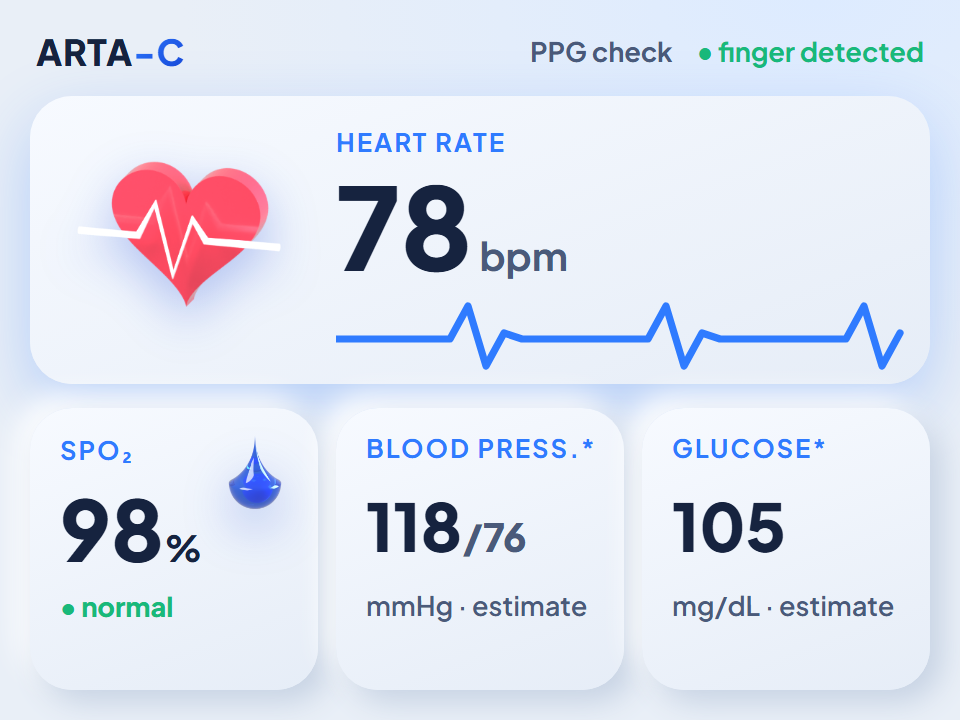 ARTA-C
PPG check ● finger detected
HEART RATE
78 bpm
SPO₂
98%
● normal
BLOOD PRESS.*
118/76
mmHg · estimate
GLUCOSE*
105
mg/dL · estimate